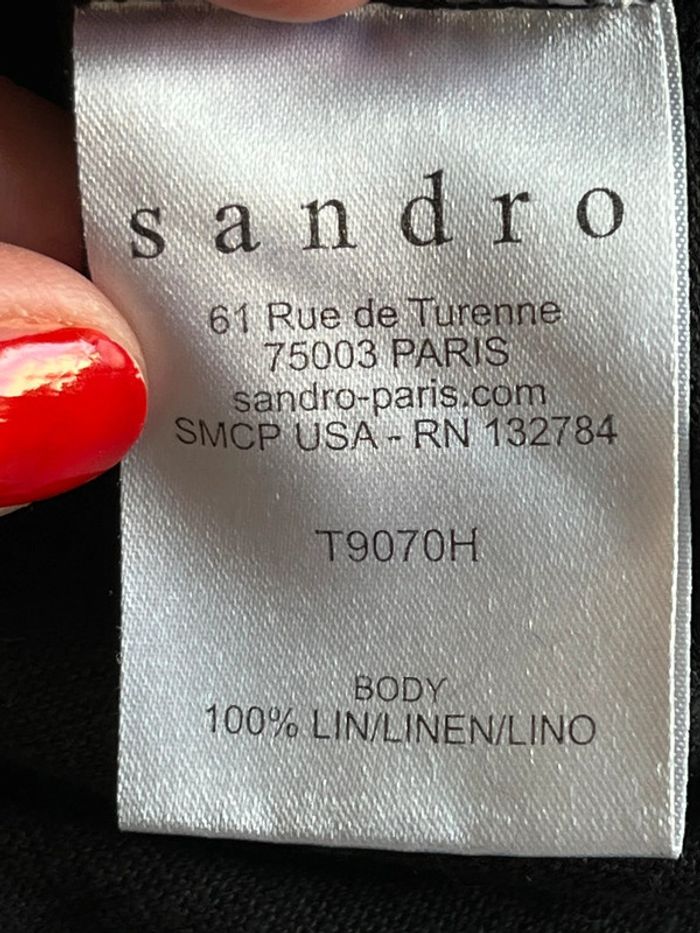 sandro
61 Rue de Turenne
75003 PARIS
sandro-paris.com
SMCP USA - RN 132784
T9070H
BODY
100% LIN/LINEN/LINO